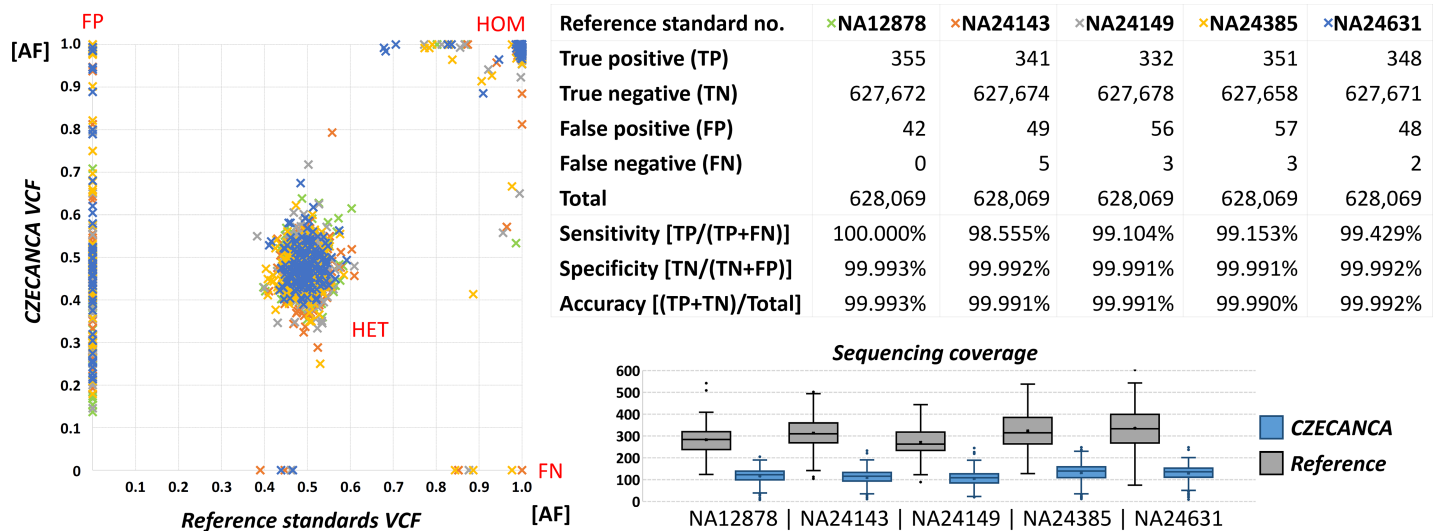 FP
HOM
[AF]
1.0
0.9
0.8
0.7
0.6
0.5
0.4
0.3
0.2
0.1
0
CZECANCA VCF
HET
FN
0.1 0.2 0.3 0.4 0.5 0.6 0.7 0.8 0.9 1.0
Reference standards VCF
[AF]
Reference standard no. NA12878 NA24143 NA24149 NA24385 NA24631
True positive (TP) 355 341 332 351 348
True negative (TN) 627,672 627,674 627,678 627,658 627,671
False positive (FP) 42 49 56 57 48
False negative (FN) 0 5 3 3 2
Total 628,069 628,069 628,069 628,069 628,069
Sensitivity [TP/(TP+FN)] 100.000% 98.555% 99.104% 99.153% 99.429%
Specificity [TN/(TN+FP)] 99.993% 99.992% 99.991% 99.991% 99.992%
Accuracy [(TP+TN)/Total] 99.993% 99.991% 99.991% 99.990% 99.992%
Sequencing coverage
600
500
400
300
200
100
0
NA12878 | NA24143 | NA24149 | NA24385 | NA24631
CZECANCA
Reference